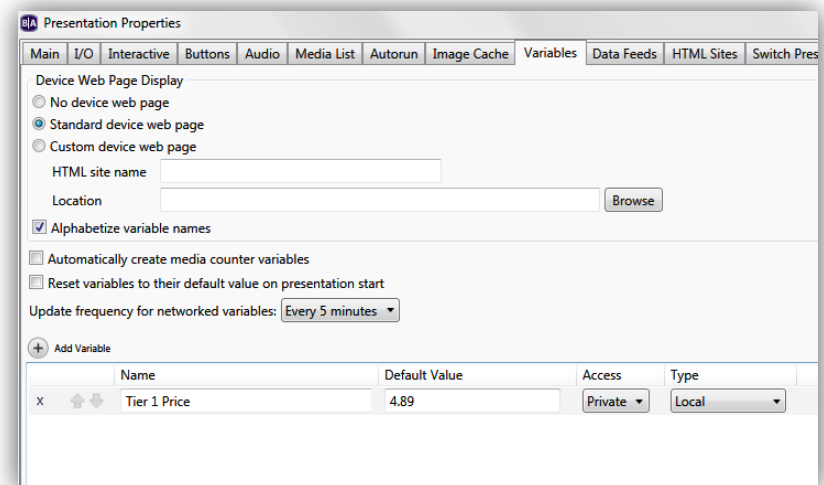 BA Presentation Properties
Main I/O Interactive Buttons Audio Media List Autorun Image Cache Variables Data Feeds HTML Sites Switch Pres
Device Web Page Display
No device web page
Standard device web page
Custom device web page
HTML site name
Location Browse
Alphabetize variable names
Automatically create media counter variables
Reset variables to their default value on presentation start
Update frequency for networked variables: Every 5 minutes
+ Add Variable
Name Default Value Access Type
x Tier 1 Price 4.89 Private Local